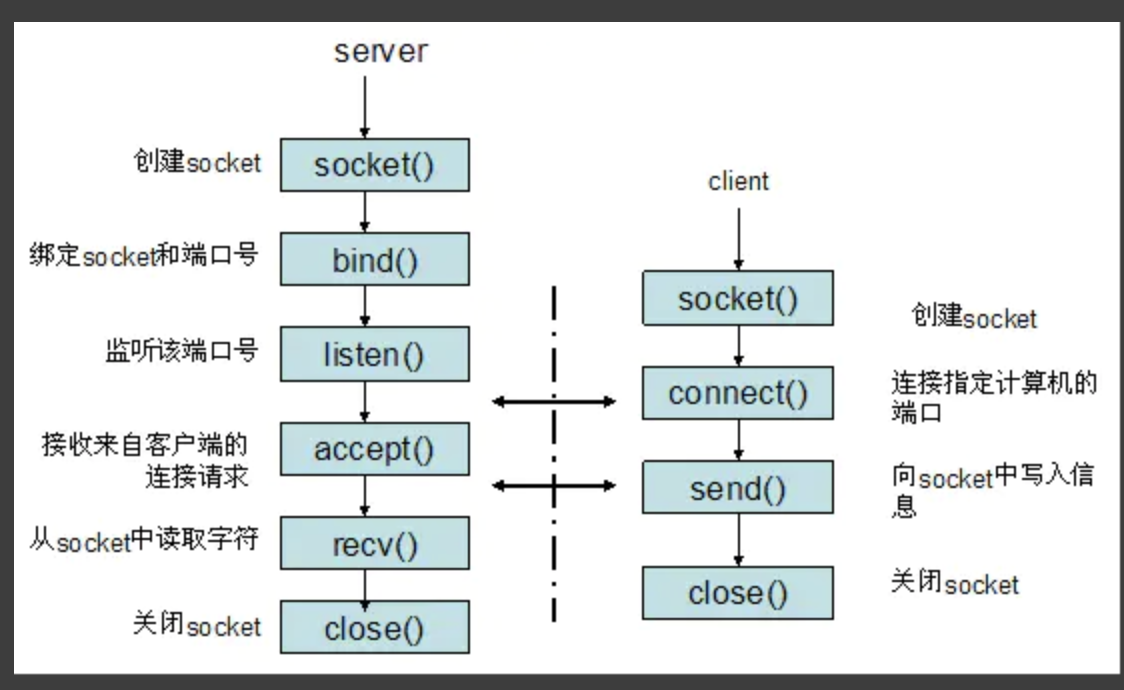 server
创建socket
socket()
绑定socket和端口号
bind()
监听该端口号
listen()
接收来自客户端的
连接请求
accept()
从socket中读取字符
recv()
关闭socket
close()
client
socket()
创建socket
connect()
连接指定计算机的
端口
send()
向socket中写入信
息
close()
关闭socket